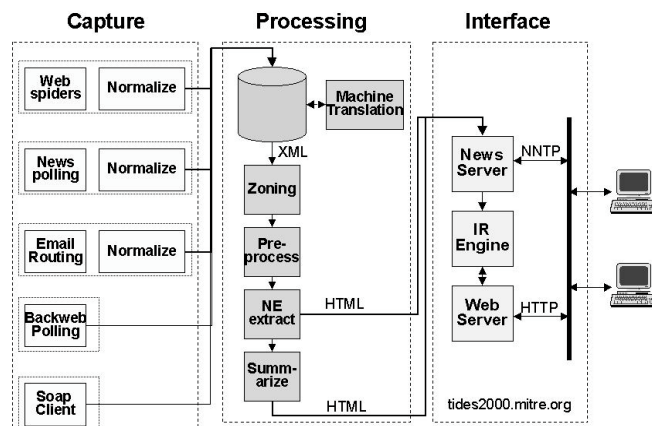 Capture
Processing
Interface
Web
spiders
Normalize
News
polling
Normalize
Email
Routing
Normalize
Backweb
Polling
Soap
Client
Machine
Translation
XML
Zoning
Pre-
process
NE
extract
HTML
Summ-
arize
HTML
News
Server
NNTP
IR
Engine
Web
Server
HTTP
tides2000.mitre.org